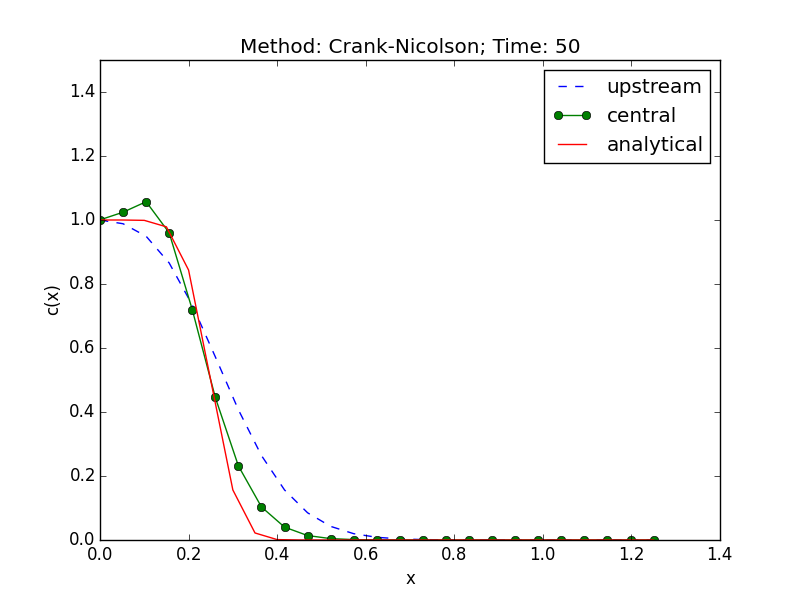 Method: Crank-Nicolson; Time: 50
upstream
central
analytical
1.4
1.2
1.0
0.8
0.6
0.4
0.2
0.0
c(x)
0.0 0.2 0.4 0.6 0.8 1.0 1.2 1.4
x